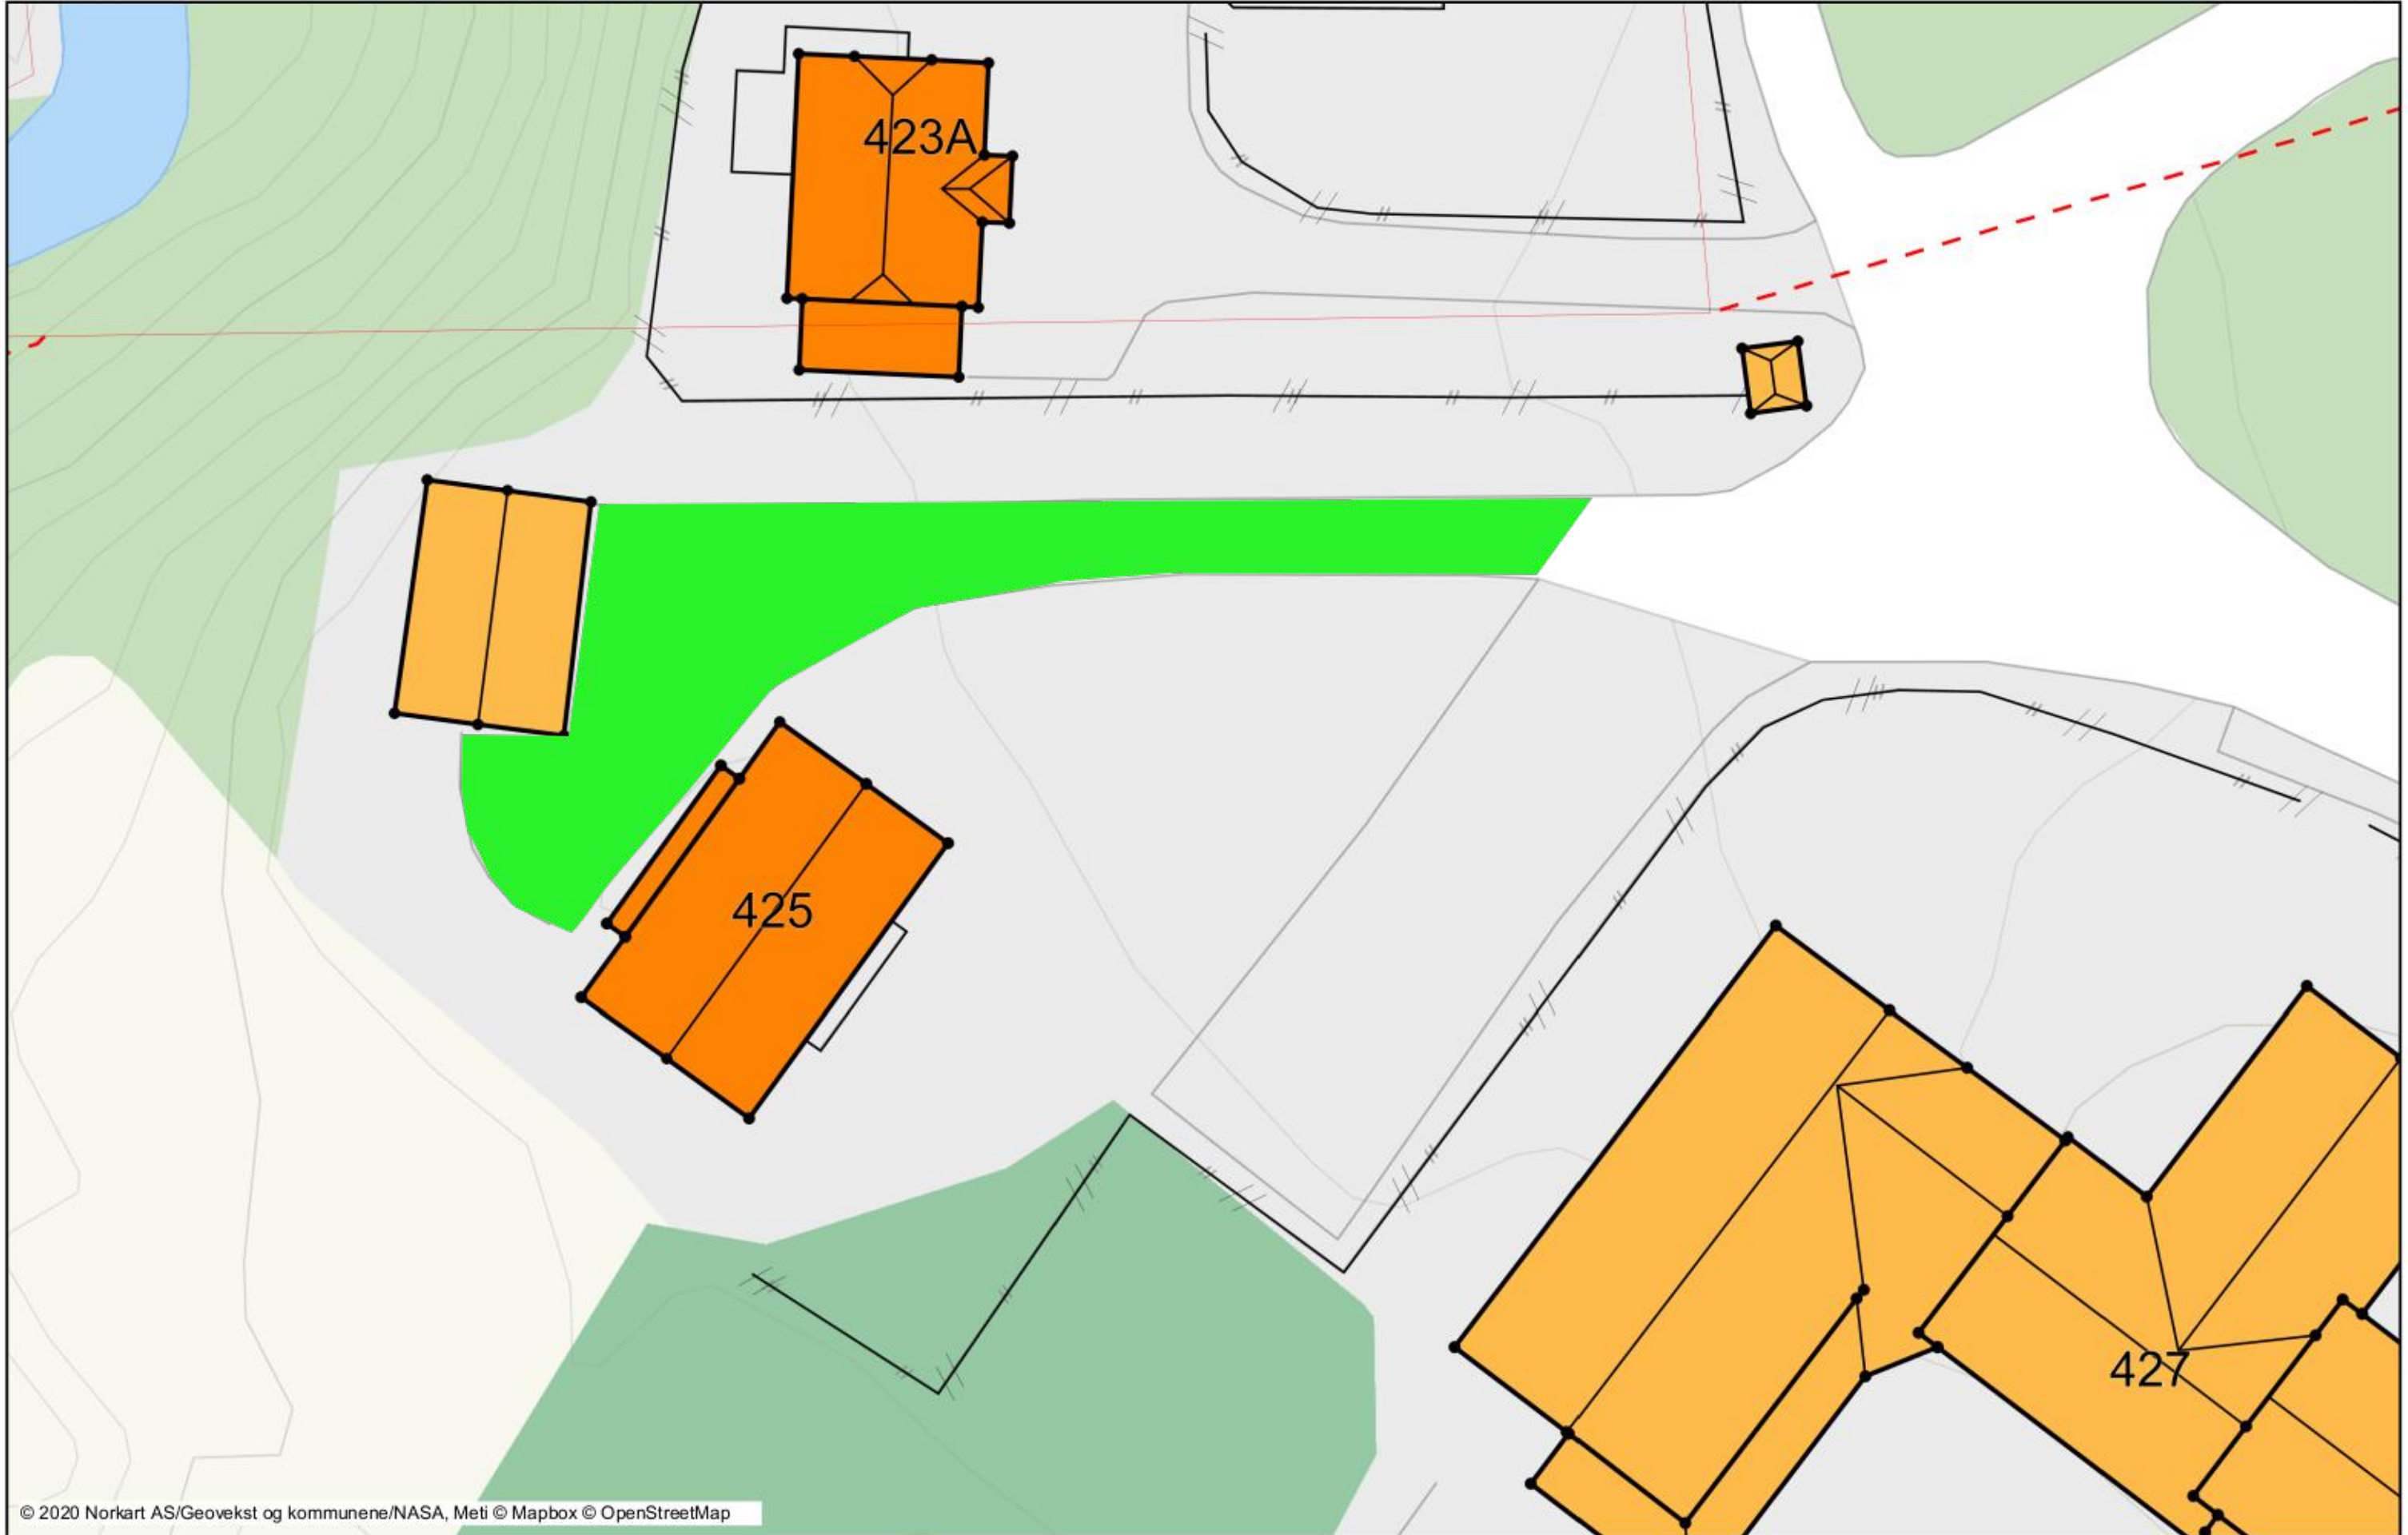 423A
425
427
© 2020 Norkart AS/Geovekst og kommunene/NASA, Meti © Mapbox © OpenStreetMap